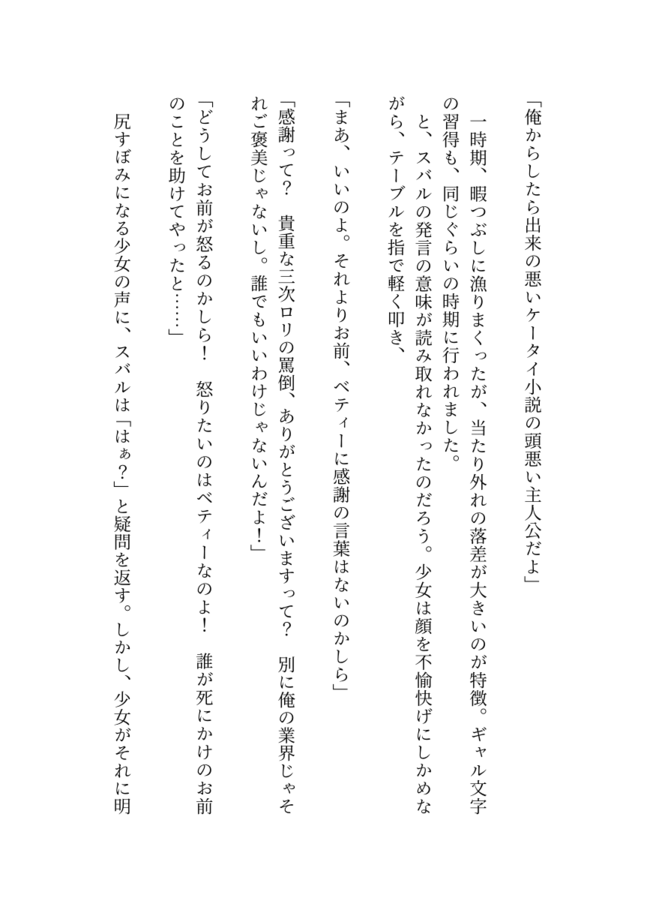 「俺からしたら出来の悪いケータイ小説の頭悪い主人公だよ」
　一時期、暇つぶしに漁りまくったが、当たり外れの落差が大きいのが特徴。ギャル文字
の習得も、同じぐらいの時期に行われました。
　と、スバルの発言の意味が読み取れなかったのだろう。少女は顔を不愉快げにしかめな
がら、テーブルを指で軽く叩き、
「まあ、いいのよ。それよりお前、ベティーに感謝の言葉はないのかしら」
「感謝って？　貴重な三次ロリの罵倒、ありがとうございますって？　別に俺の業界じゃそ
れご褒美じゃないし。誰でもいいわけじゃないんだよ！」
「どうしてお前が怒るのかしら！　怒りたいのはベティーなのよ！　誰が死にかけのお前
のことを助けてやったと……」
　尻すぼみになる少女の声に、スバルは「はぁ？」と疑問を返す。しかし、少女がそれに明